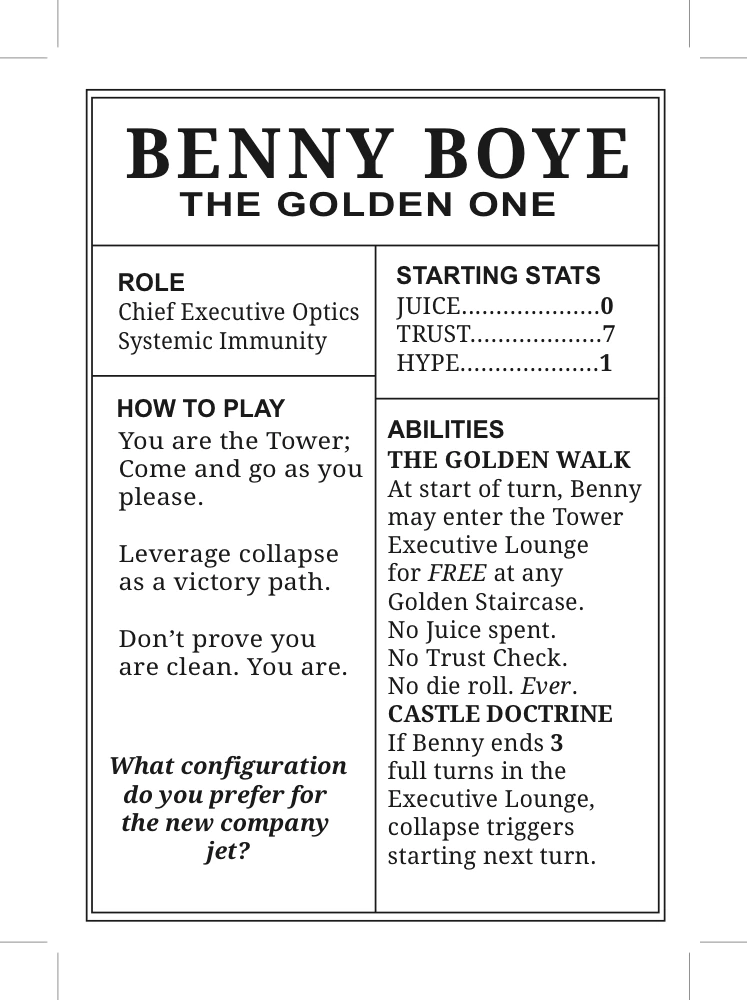 BENNY BOYE
THE GOLDEN ONE
ROLE
Chief Executive Optics
Systemic Immunity
HOW TO PLAY
You are the Tower;
Come and go as you
please.
Leverage collapse
as a victory path.
Don’t prove you
are clean. You are.
What configuration
do you prefer for
the new company
jet?
STARTING STATS
JUICE....................0
TRUST...................7
HYPE....................1
ABILITIES
THE GOLDEN WALK
At start of turn, Benny
may enter the Tower
Executive Lounge
for FREE at any
Golden Staircase.
No Juice spent.
No Trust Check.
No die roll. Ever.
CASTLE DOCTRINE
If Benny ends 3
full turns in the
Executive Lounge,
collapse triggers
starting next turn.